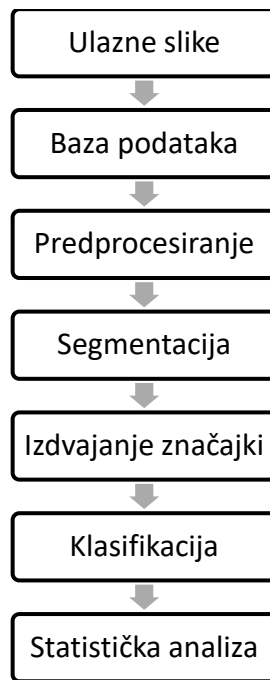 Ulazne slike
Baza podataka
Predprocesiranje
Segmentacija
Izdvajanje značajki
Klasifikacija
Statistička analiza